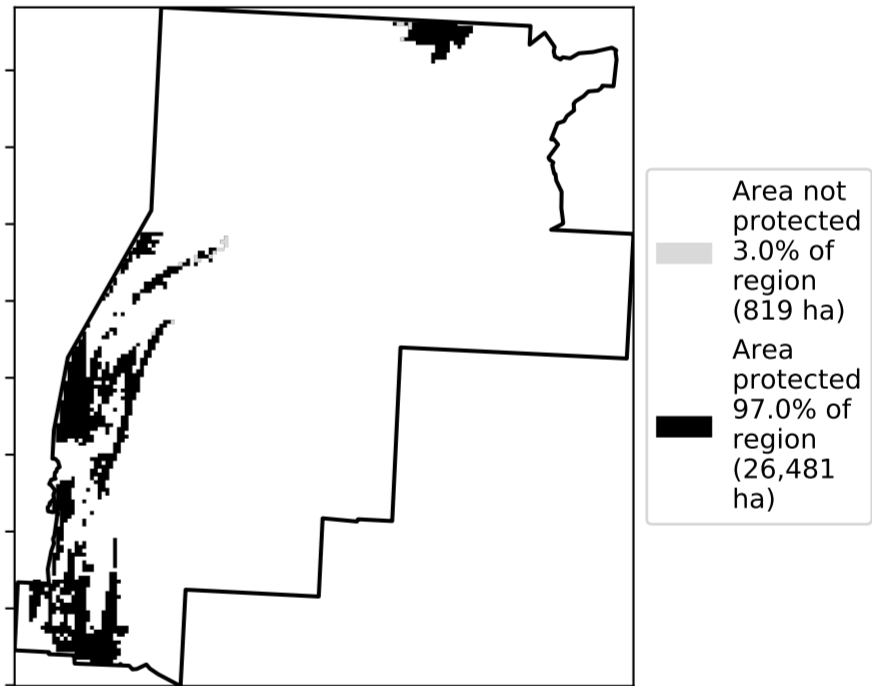 Area not
protected
3.0% of
region
(819 ha)
Area
protected
97.0% of
region
(26,481
ha)